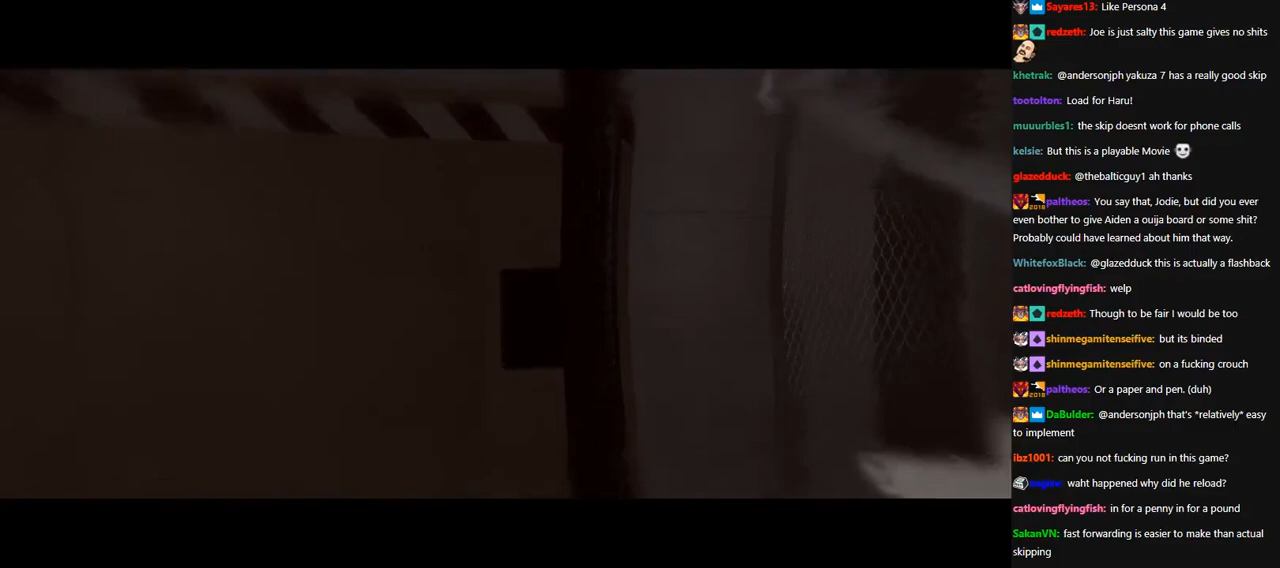 Sayares13: Like Persona 4
redzeth: Joe is just salty this game gives no shits
khetrak: @andersonjph yakuza 7 has a really good skip
tootolton: Load for Haru!
muuurbles1: the skip doesnt work for phone calls
kelsie: But this is a playable Movie
glazedduck: @thebalticguy1 ah thanks
2018 paltheos: You say that, Jodie, but did you ever
even bother to give Aiden a ouija board or some shit?
Probably could have learned about him that way.
WhitefoxBlack: @glazedduck this is actually a flashback
catlovingflyingfish: welp
redzeth: Though to be fair I would be too
shinmegamitenseifive: but its binded
shinmegamitenseifive: on a fucking crouch
2018 paltheos: Or a paper and pen. (duh)
DaBulder: @andersonjph that's *relatively* easy
to implement
ibz1001: can you not fucking run in this game?
waht happened why did he reload?
catlovingflyingfish: in for a penny in for a pound
SakanVN: fast forwarding is easier to make than actual
skipping